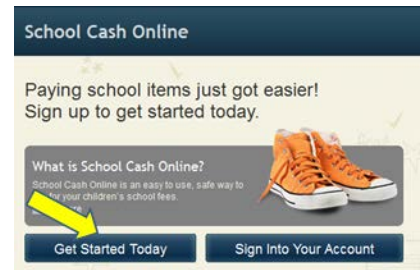 School Cash Online
Paying school items just got easier!
Sign up to get started today.
What is School Cash Online?
School Cash Online is an easy to use, safe way to
for your children's school fees.
Get Started Today
Sign Into Your Account